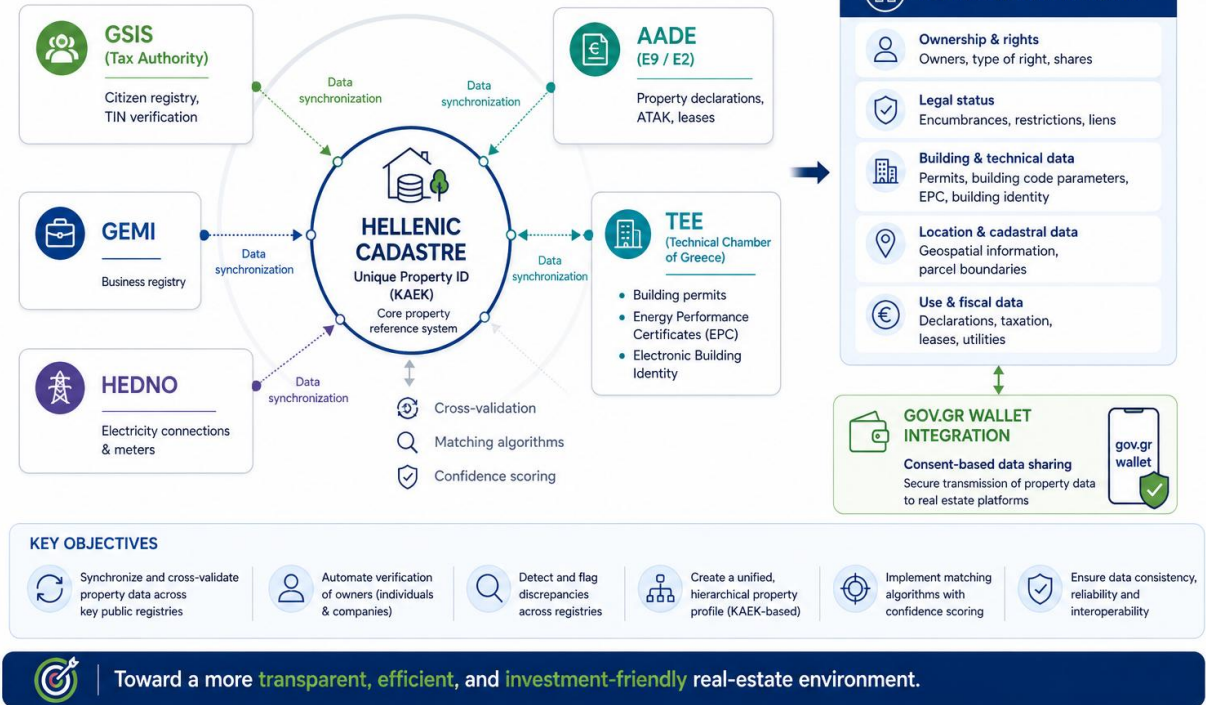 GSIS
(Tax Authority)
Citizen registry,
TIN verification
Data
synchronization
Data
synchronization
AADE
(E9 / E2)
Property declarations,
ATAK, leases
GEMI
Business registry
Data
synchronization
HELLENIC
CADASTRE
Unique Property ID
(KAEK)
Core property
reference system
Data
synchronization
TEE
(Technical Chamber
of Greece)
Building permits
Energy Performance
Certificates (EPC)
Electronic Building
Identity
HEDNO
Electricity connections
& meters
Data
synchronization
Cross-validation
Matching algorithms
Confidence scoring
Ownership & rights
Owners, type of right, shares
Legal status
Encumbrances, restrictions, liens
Building & technical data
Permits, building code parameters,
EPC, building identity
Location & cadastral data
Geospatial information,
parcel boundaries
Use & fiscal data
Declarations, taxation,
leases, utilities
GOV.GR WALLET
INTEGRATION
Consent-based data sharing
Secure transmission of property data
to real estate platforms
gov.gr
wallet
KEY OBJECTIVES
Synchronize and cross-validate
property data across
key public registries
Automate verification
of owners (individuals
& companies)
Detect and flag
discrepancies
across registries
Create a unified,
hierarchical property
profile (KAEK-based)
Implement matching
algorithms with
confidence scoring
Ensure data consistency,
reliability and
interoperability
Toward a more transparent, efficient, and investment-friendly real-estate environment.